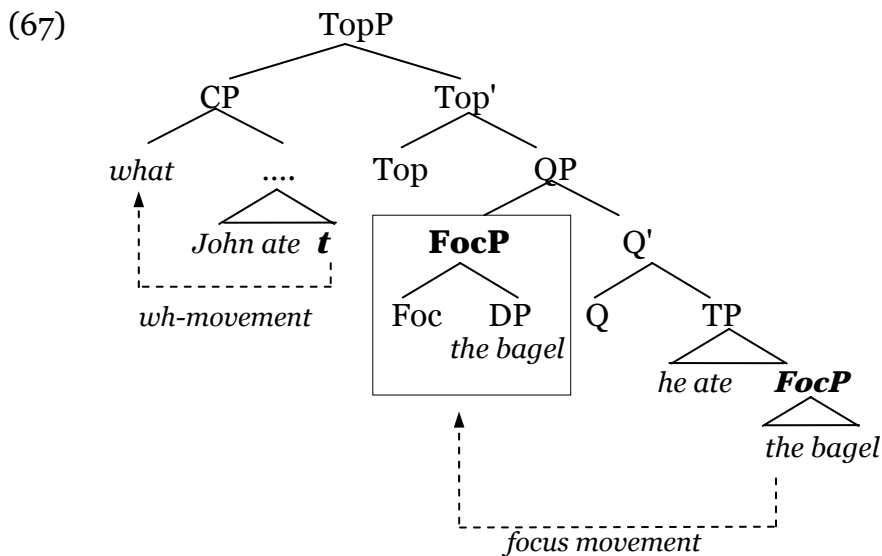 (67) TopP
CP Top'
what .... Top QP
John ate t FocP Q'
wh-movement Foc DP Q TP
the bagel
he ate FocP
the bagel
focus movement